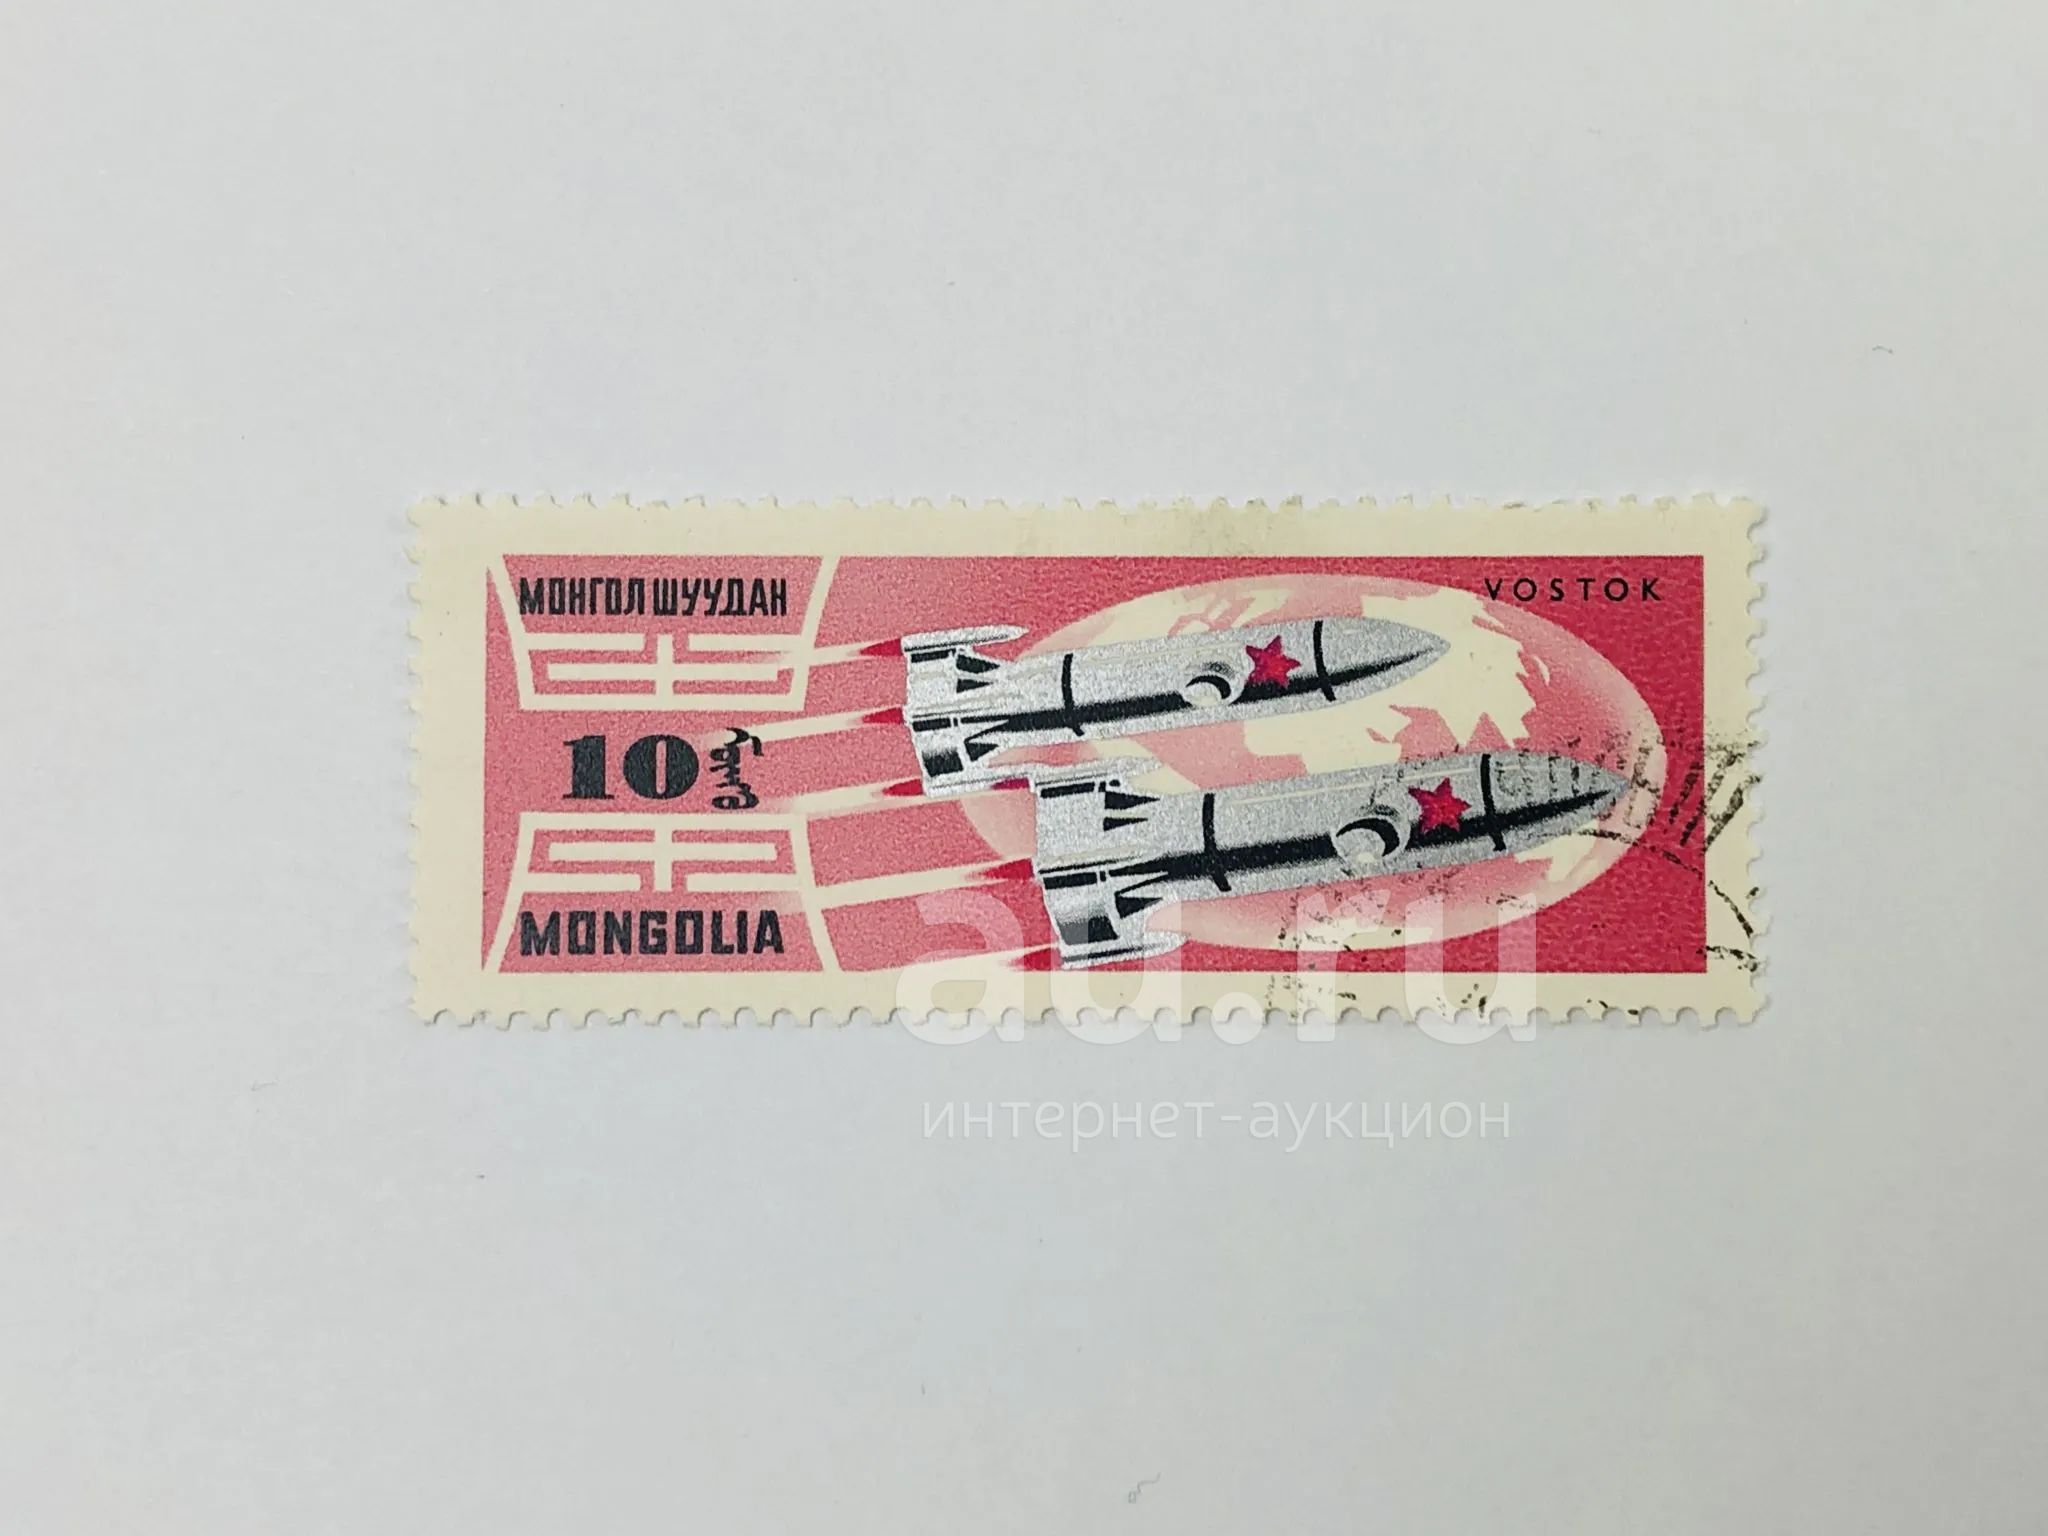 МОНГОЛ ШУУДАН
VOSTOK
10
MONGOLIA
au.ru
интернет-аукцион